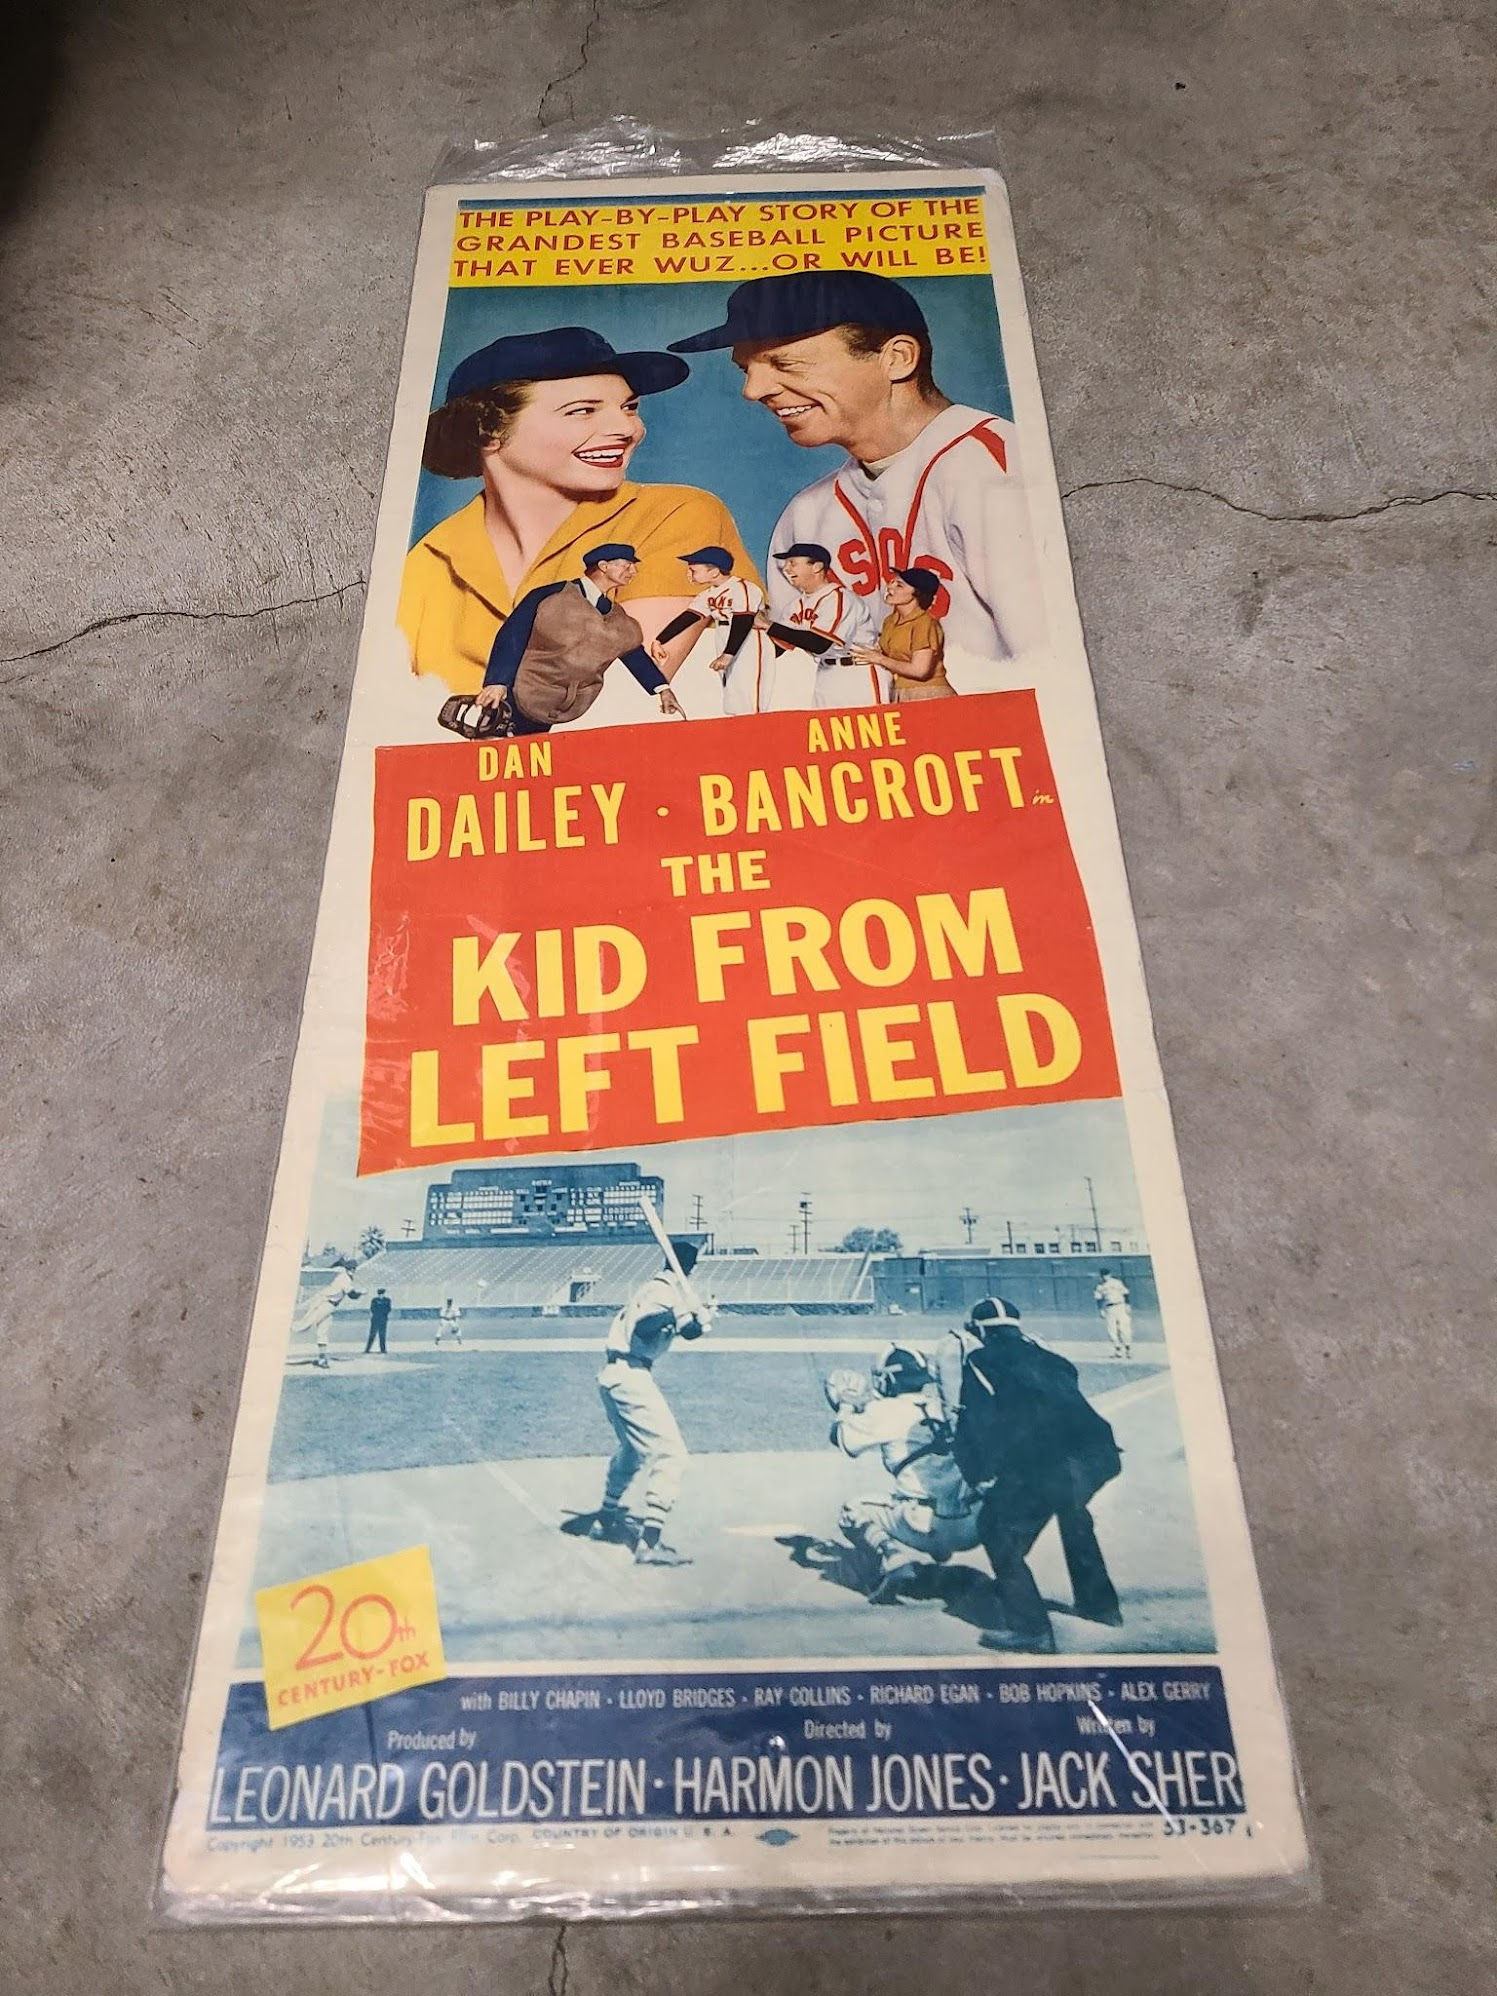 THE PLAY-BY-PLAY STORY OF THE
GRANDEST BASEBALL PICTURE
THAT EVER WUZ...OR WILL BE!
DAN
DAILEY ·
ANNE
BANCROFT in
THE
KID FROM
LEFT FIELD
20th
CENTURY-FOX
with BILLY CHAPIN · LLOYD BRIDGES · RAY COLLINS · RICHARD EGAN · BOB HOPKINS · ALEX GERRY
Produced by Directed by Written by
LEONARD GOLDSTEIN · HARMON JONES · JACK SHER
Copyright 1953 20th Century-Fox Film Corp. COUNTRY OF ORIGIN U. S. A.
53-367